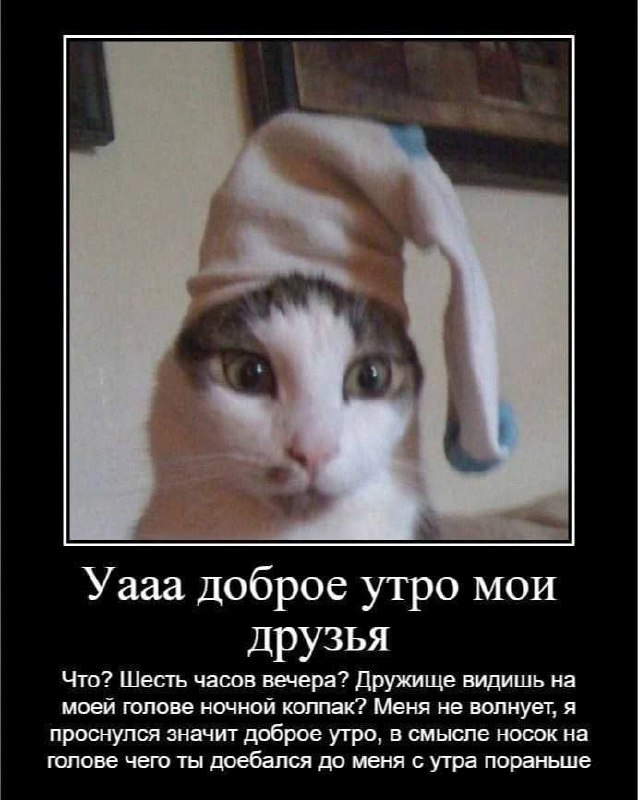 Уааа доброе утро мои
друзья
Что? Шесть часов вечера? Дружище видишь на
моей голове ночной колпак? Меня не волнует, я
проснулся значит доброе утро, в смысле носок на
голове чего ты доебался до меня с утра пораньше